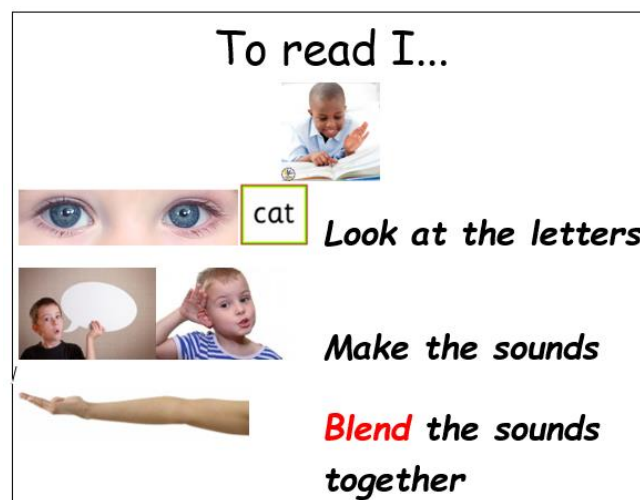 To read I...
cat
Look at the letters
Make the sounds
Blend the sounds
together